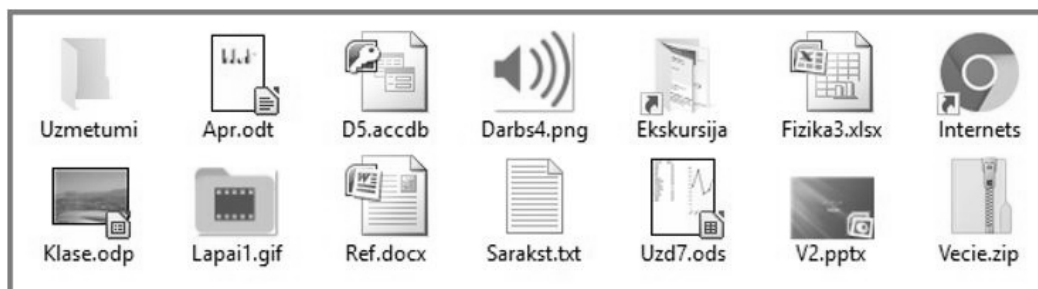 Uzmetumi Apr.odt D5.accdb Darbs4.png Ekskursija Fizika3.xlsx Internets
Klase.odp Lapai1.gif Ref.docx Sarakst.txt Uzd7.ods V2.pptx Vecie.zip